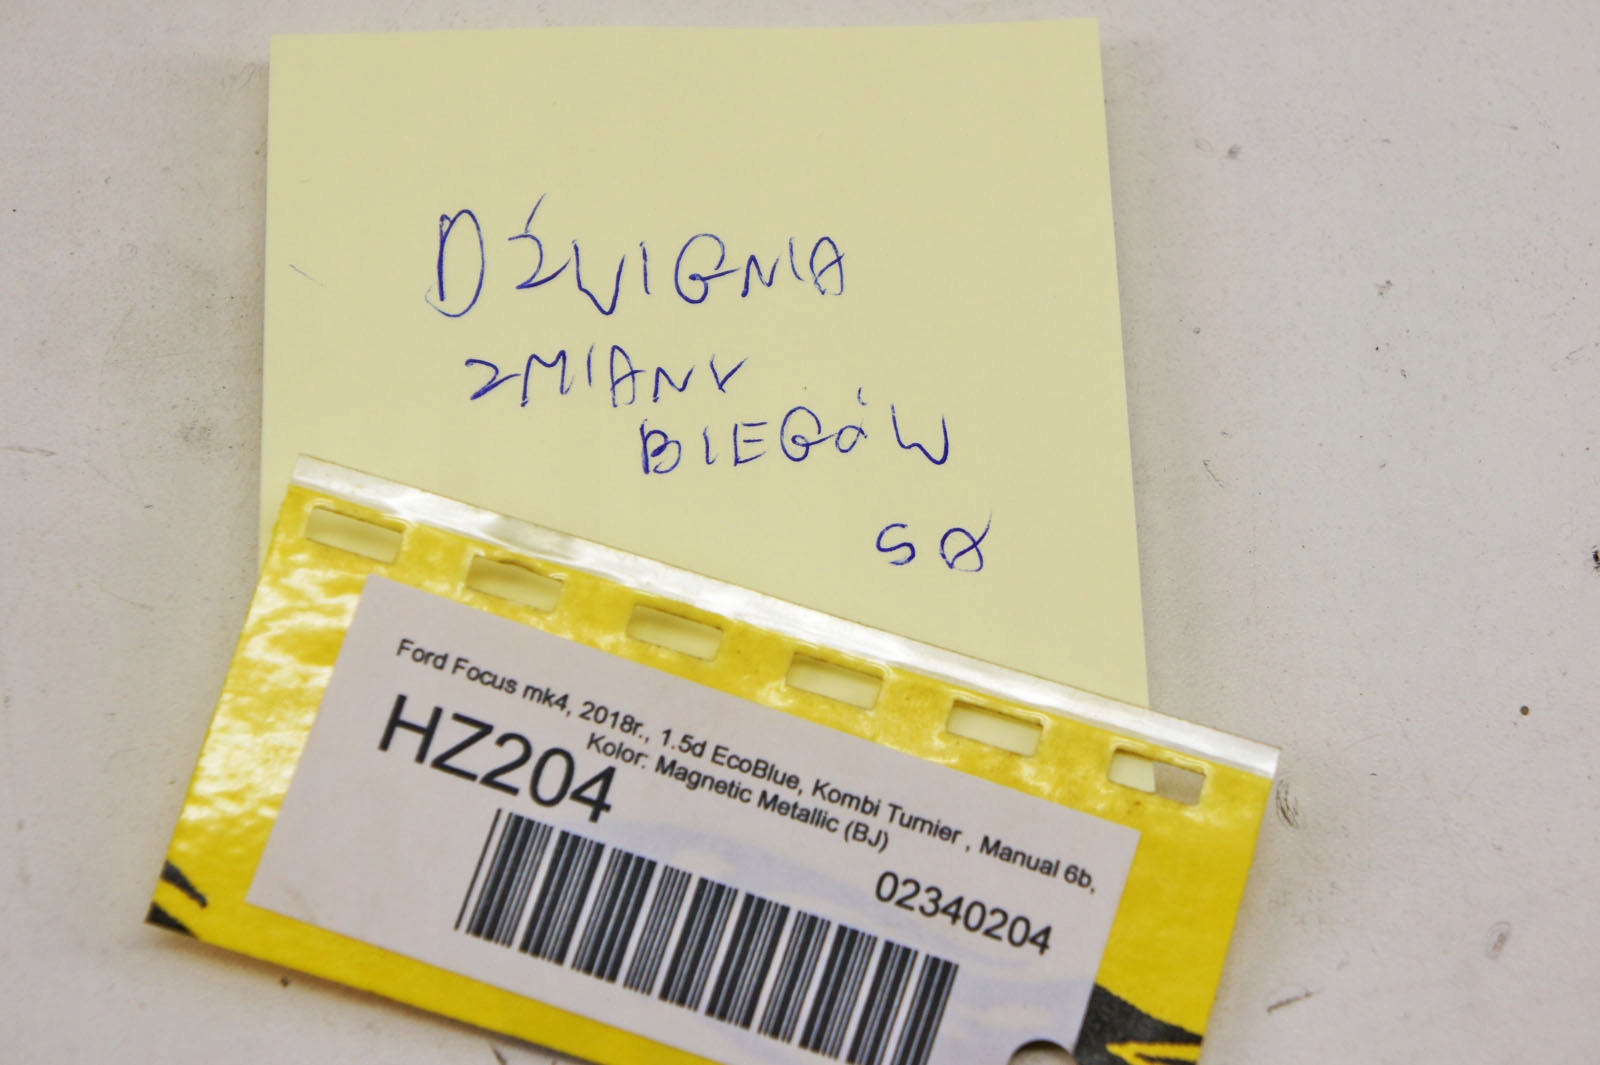 DŹWIGNIA
ZMIANY
BIEGÓW
50
Ford Focus mk4, 2018r., 1.5d EcoBlue, Kombi Turnier , Manual 6b,
Kolor: Magnetic Metallic (BJ)
HZ204
02340204